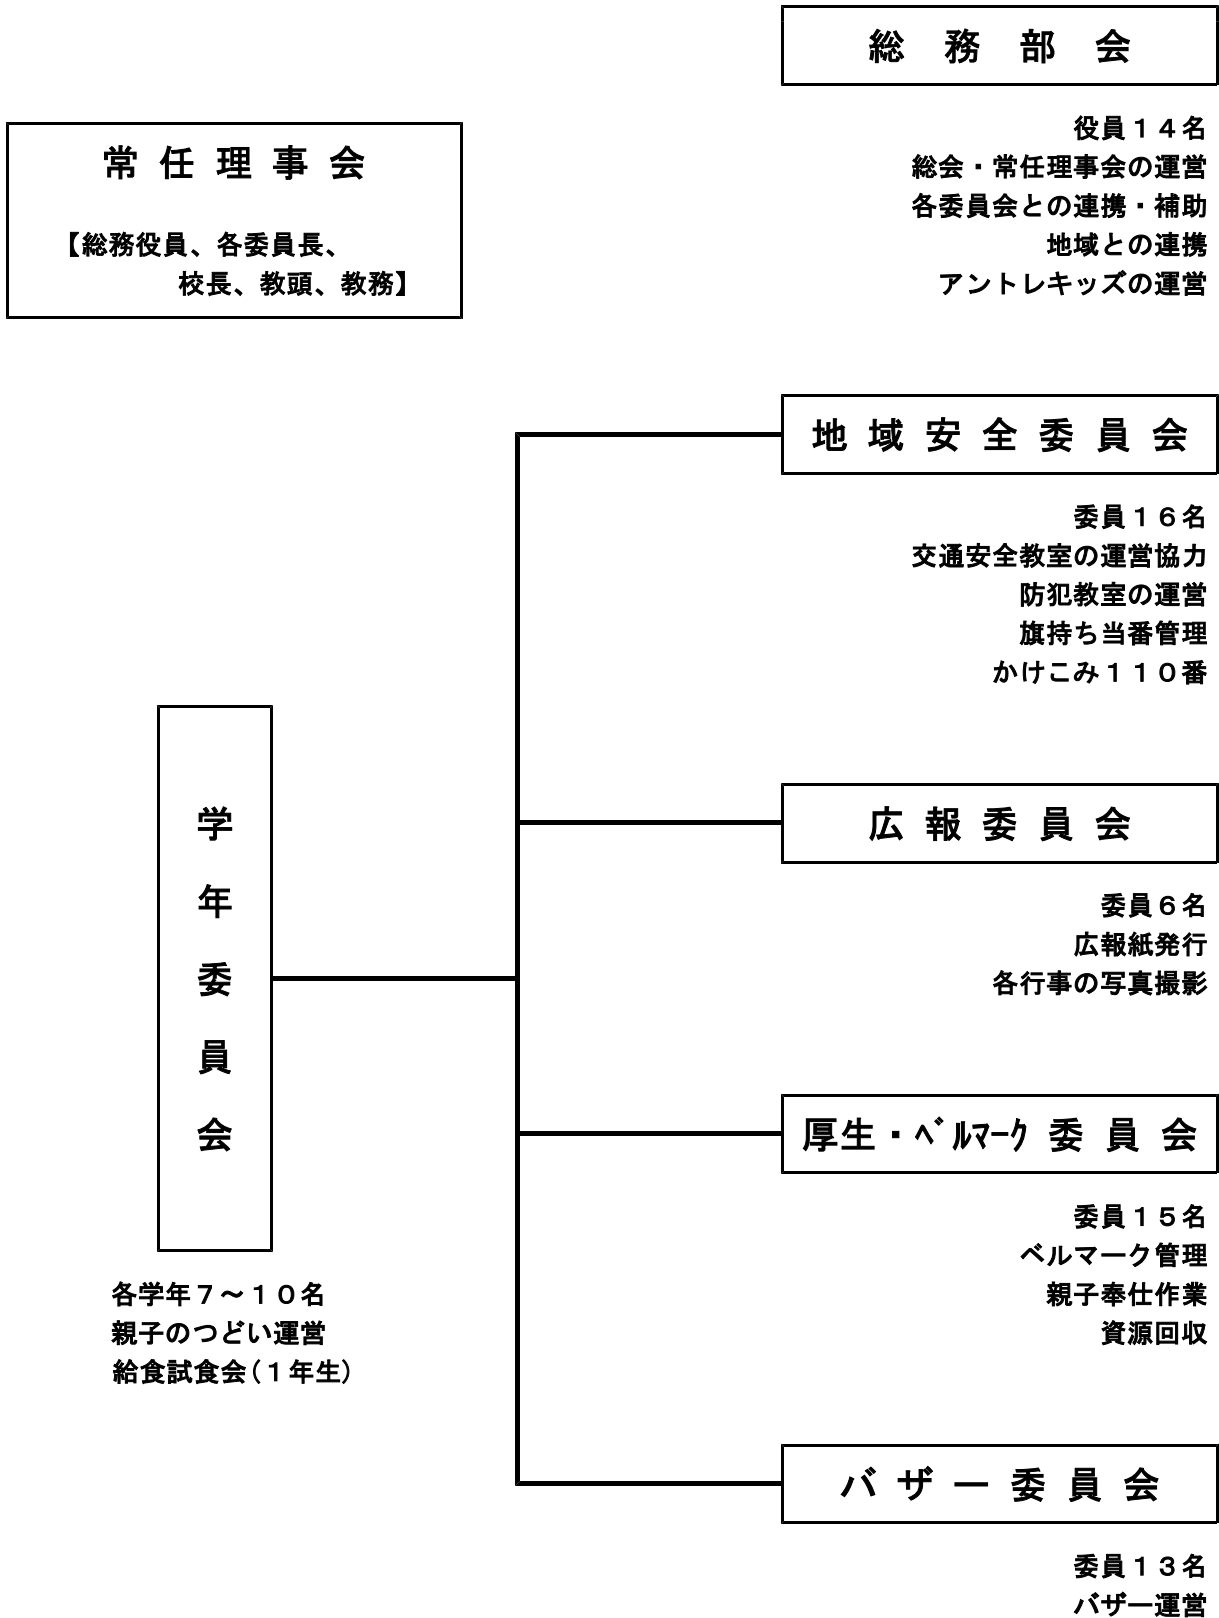 総務部会
役員１４名
総会・常任理事会の運営
各委員会との連携・補助
地域との連携
アントレキッズの運営
常任理事会
【総務役員、各委員長、
校長、教頭、教務】
地域安全委員会
委員１６名
交通安全教室の運営協力
防犯教室の運営
旗持ち当番管理
かけこみ１１０番
広報委員会
委員６名
広報紙発行
各行事の写真撮影
学年委員会
各学年７～１０名
親子のつどい運営
給食試食会(１年生)
厚生・ﾍﾞﾙﾏｰｸ委員会
委員１５名
ベルマーク管理
親子奉仕作業
資源回収
バザー委員会
委員１３名
バザー運営